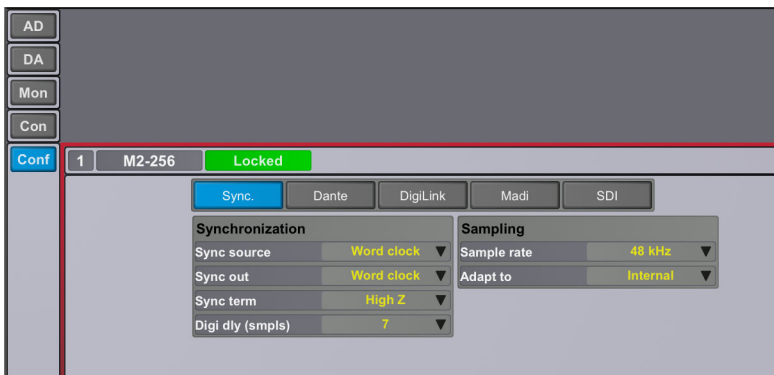 AD
DA
Mon
Con
Conf 1 M2-256 Locked
Sync. Dante DigiLink Madi SDI
Synchronization Sampling
Sync source Word clock Sample rate 48 kHz
Sync out Word clock Adapt to Internal
Sync term High Z
Digi dly (smpls) 7